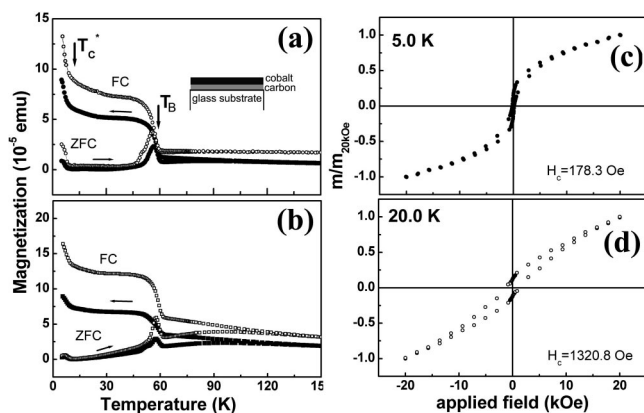 (a)
T_C*
FC
cobalt
carbon
glass substrate
T_B
ZFC
15
10
5
0
Magnetization (10^-5 emu)
(b)
FC
ZFC
20
15
10
5
0
0 30 60 90 120 150
Temperature (K)
5.0 K
(c)
H_C=178.3 Oe
1.0
0.5
0.0
-0.5
-1.0
m/m_20kOe
20.0 K
(d)
H_C=1320.8 Oe
1.0
0.5
0.0
-0.5
-1.0
-20 -10 0 10 20
applied field (kOe)